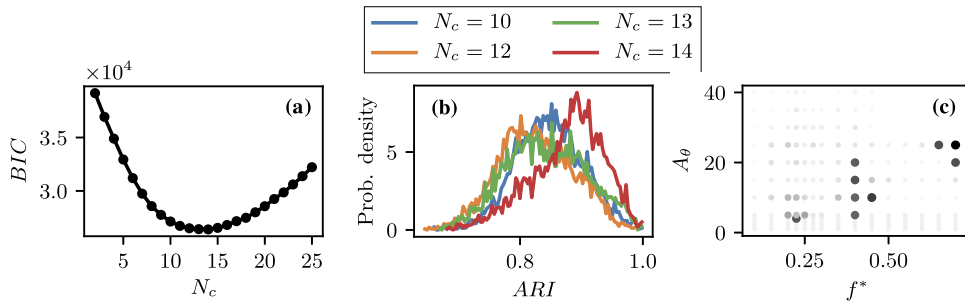 N_c = 10
N_c = 13
N_c = 12
N_c = 14
×10^4
(a)
BIC
3.5
3.0
5
10
15
20
25
N_c
(b)
Prob. density
5
0
0.8
1.0
ARI
(c)
A_θ
40
20
0
0.25
0.50
f*